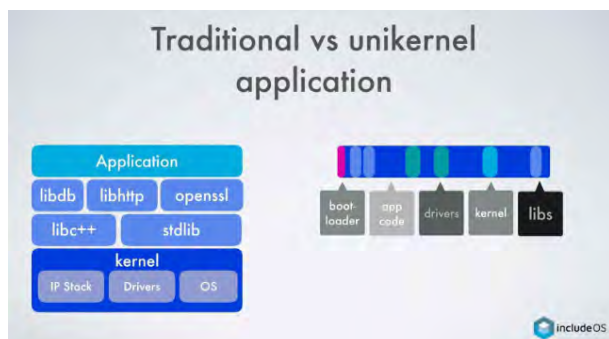 Traditional vs unikernel
application
Application
libdb libhttp openssl
libc++ stdlib
kernel
IP Stack Drivers OS
boot-
loader
app
code
drivers
kernel
libs
includeOS